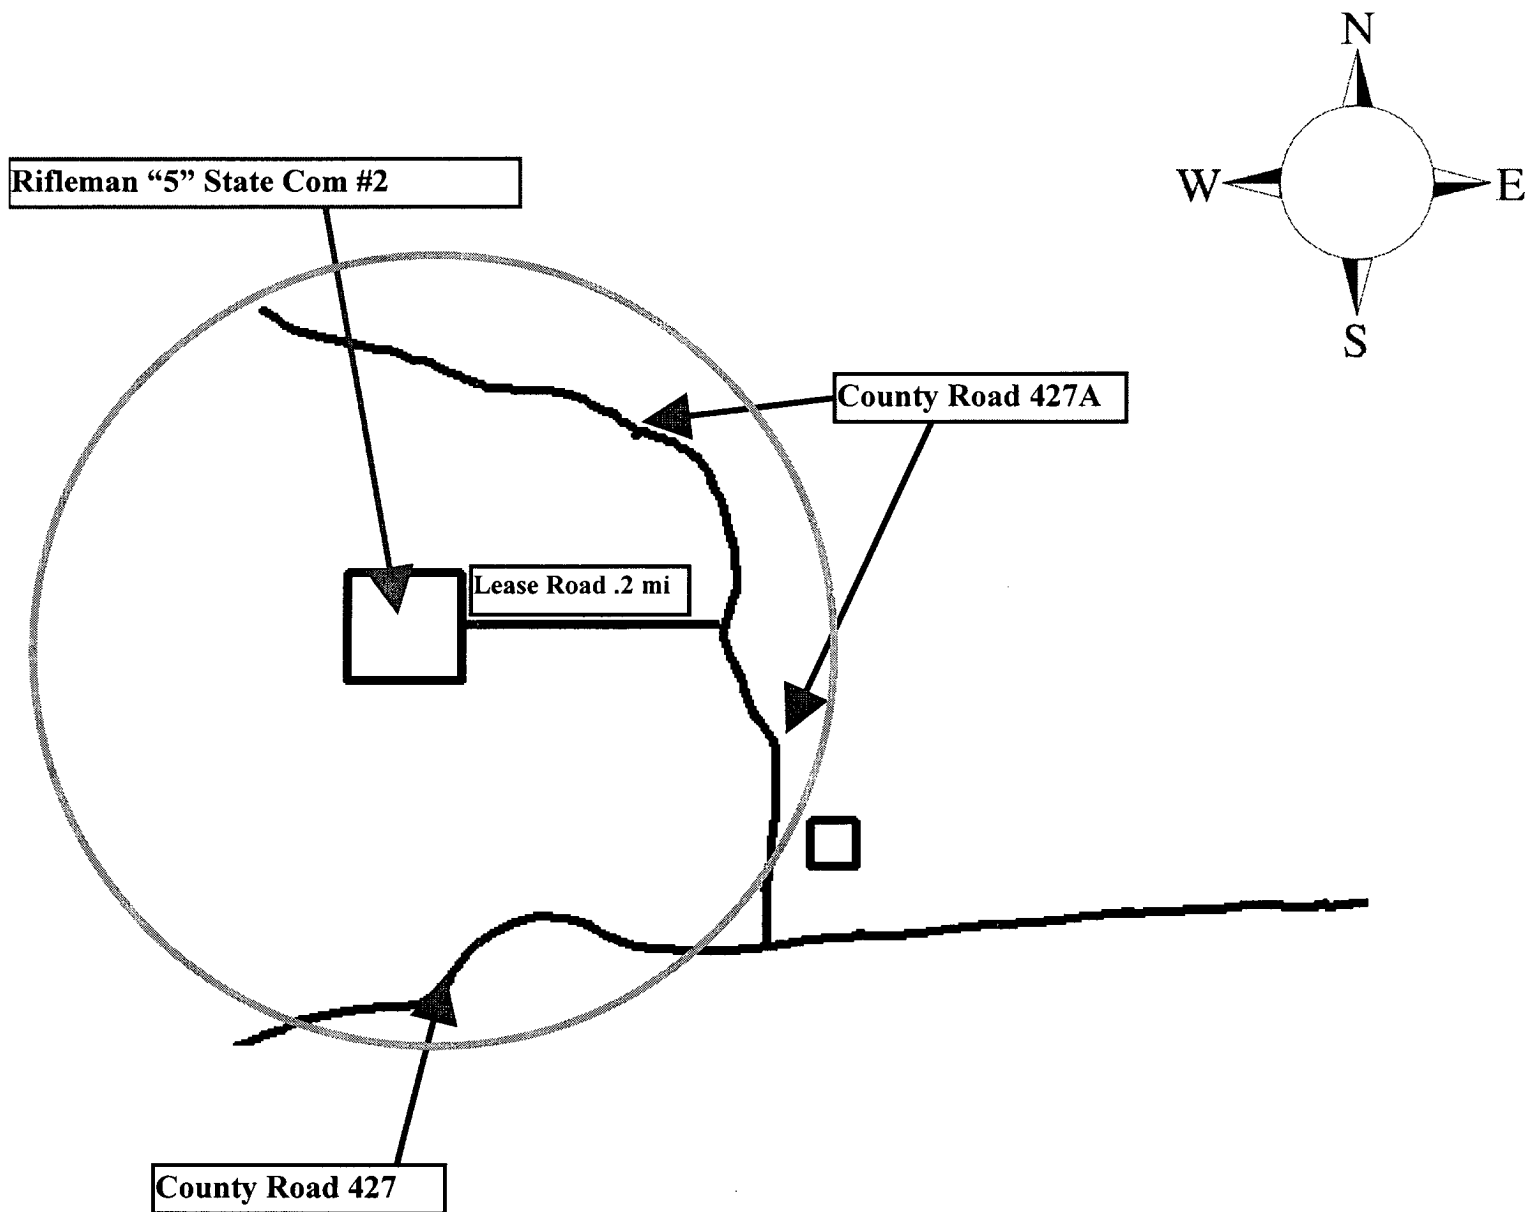 N
Rifleman “5” State Com #2
W
E
S
County Road 427A
Lease Road .2 mi
County Road 427